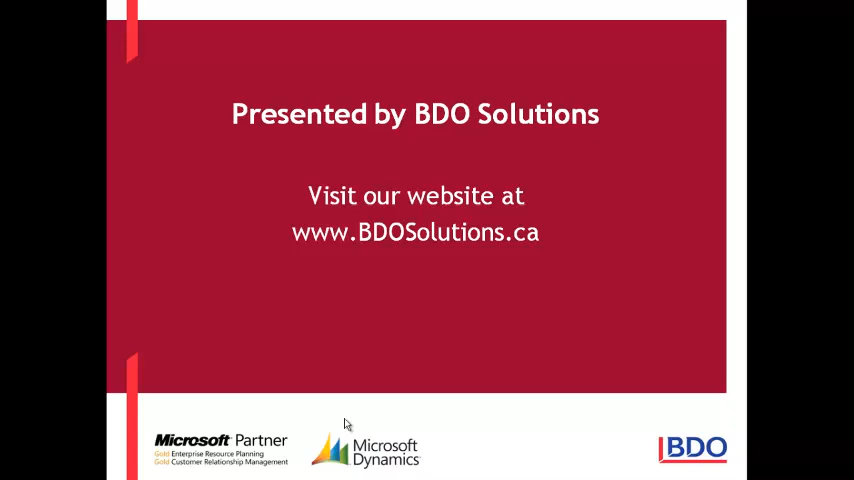 Presented by BDO Solutions
Visit our website at
www.BDOSolutions.ca
Microsoft Partner
Gold Enterprise Resource Planning
Gold Customer Relationship Management
Microsoft
Dynamics
BDO